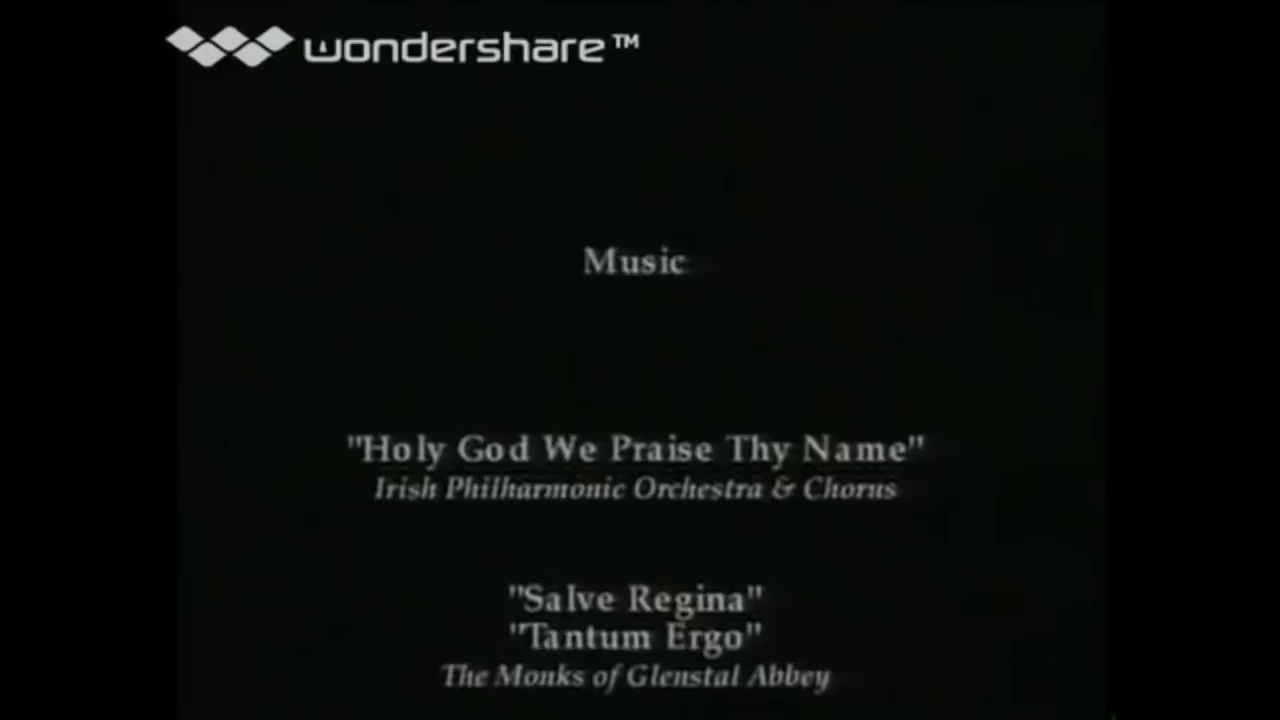 wondershare™
Music
"Holy God We Praise Thy Name"
Irish Philharmonic Orchestra & Chorus
"Salve Regina"
"Tantum Ergo"
The Monks of Glenstal Abbey